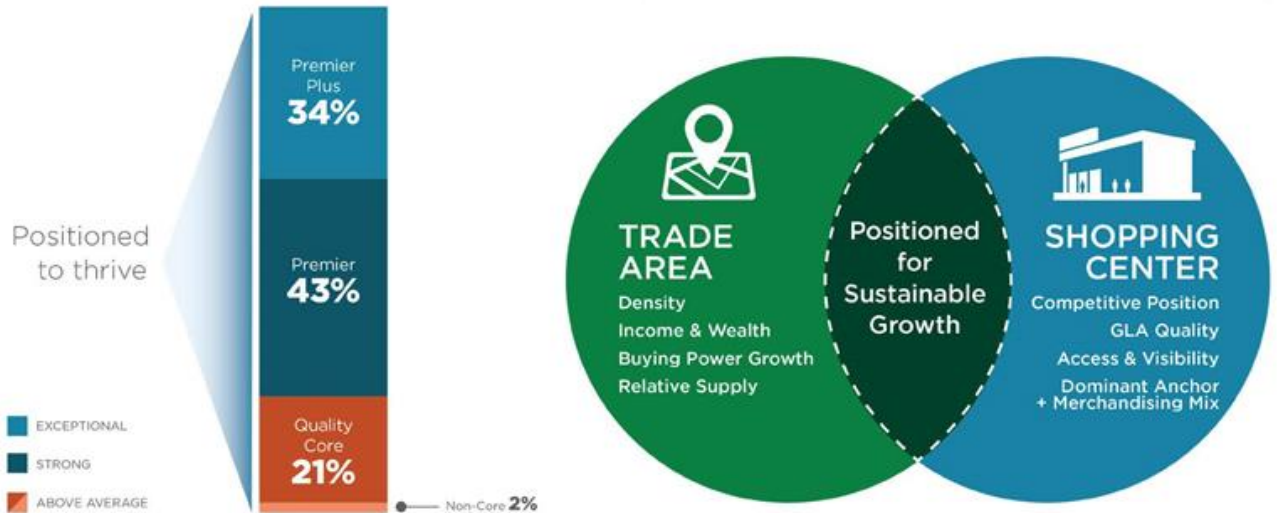 Positioned
to thrive
Premier
Plus
34%
Premier
43%
Quality
Core
21%
Non-Core 2%
EXCEPTIONAL
STRONG
ABOVE AVERAGE
TRADE
AREA
Density
Income & Wealth
Buying Power Growth
Relative Supply
Positioned
for
Sustainable
Growth
SHOPPING
CENTER
Competitive Position
GLA Quality
Access & Visibility
Dominant Anchor
+ Merchandising Mix